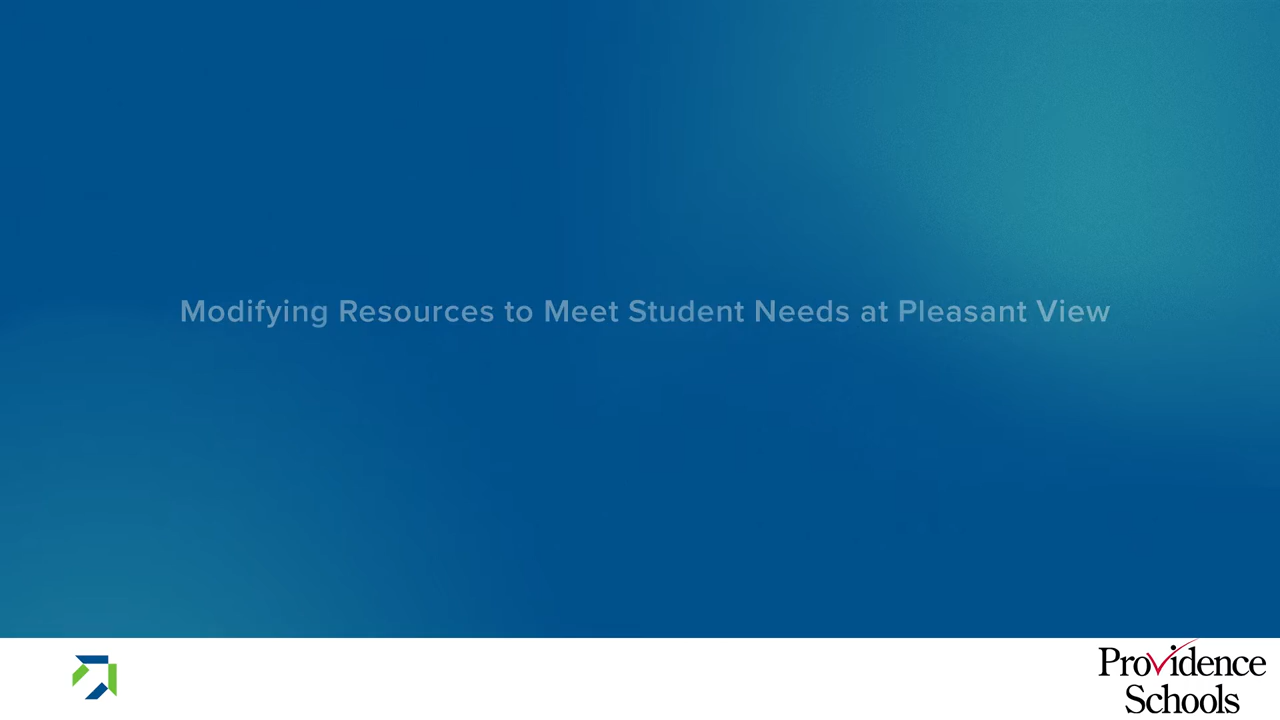 Modifying Resources to Meet Student Needs at Pleasant View
Providence
Schools